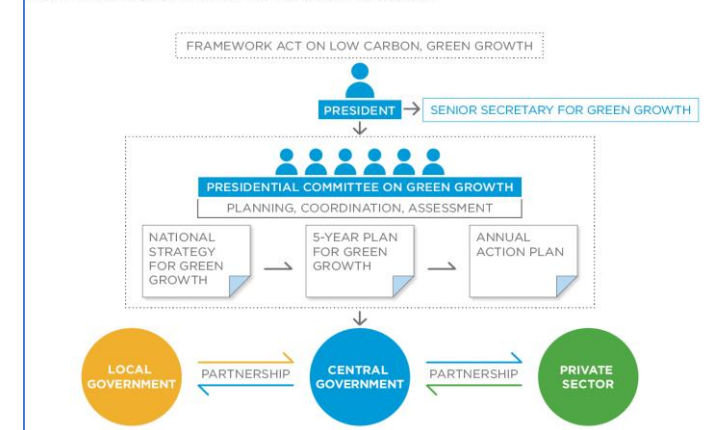 FRAMEWORK ACT ON LOW CARBON, GREEN GROWTH
PRESIDENT
SENIOR SECRETARY FOR GREEN GROWTH
PRESIDENTIAL COMMITTEE ON GREEN GROWTH
PLANNING, COORDINATION, ASSESSMENT
NATIONAL
STRATEGY
FOR GREEN
GROWTH
5-YEAR PLAN
FOR GREEN
GROWTH
ANNUAL
ACTION PLAN
LOCAL
GOVERNMENT
PARTNERSHIP
CENTRAL
GOVERNMENT
PARTNERSHIP
PRIVATE
SECTOR